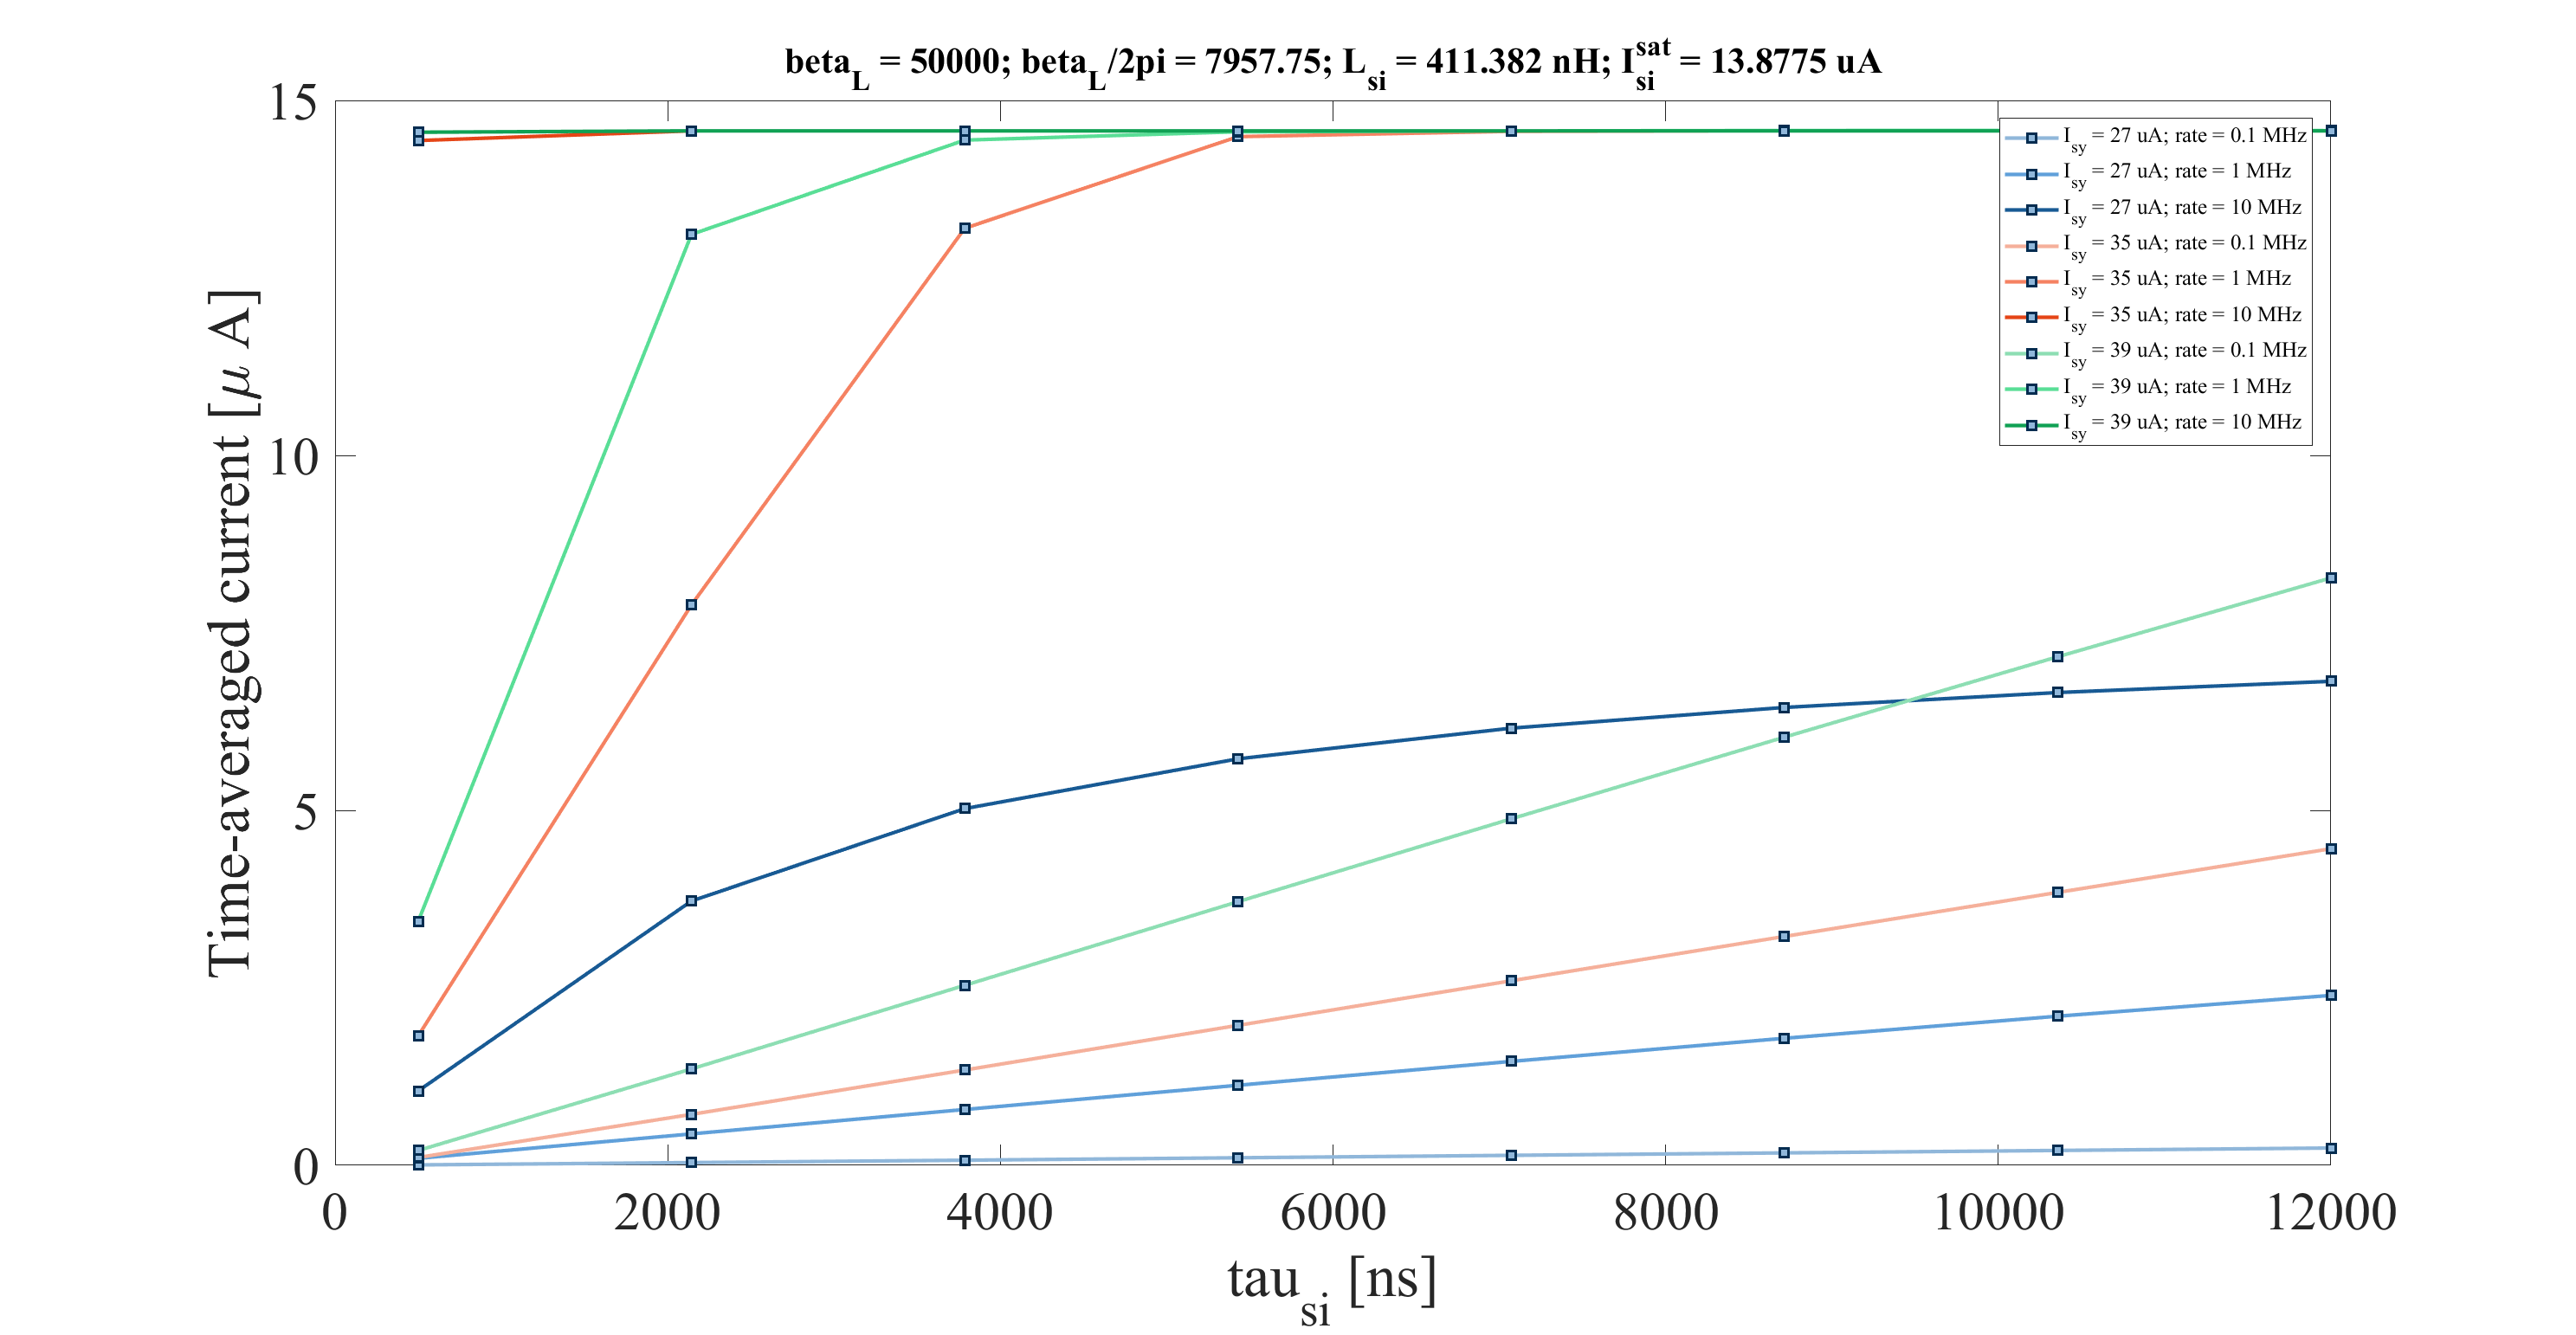 beta_L = 50000; beta_L/2pi = 7957.75; L_si = 411.382 nH; I_si^sat = 13.8775 uA
15
10
5
0
Time-averaged current [μ A]
0 2000 4000 6000 8000 10000 12000
tau_si [ns]
I_sy = 27 uA; rate = 0.1 MHz
I_sy = 27 uA; rate = 1 MHz
I_sy = 27 uA; rate = 10 MHz
I_sy = 35 uA; rate = 0.1 MHz
I_sy = 35 uA; rate = 1 MHz
I_sy = 35 uA; rate = 10 MHz
I_sy = 39 uA; rate = 0.1 MHz
I_sy = 39 uA; rate = 1 MHz
I_sy = 39 uA; rate = 10 MHz